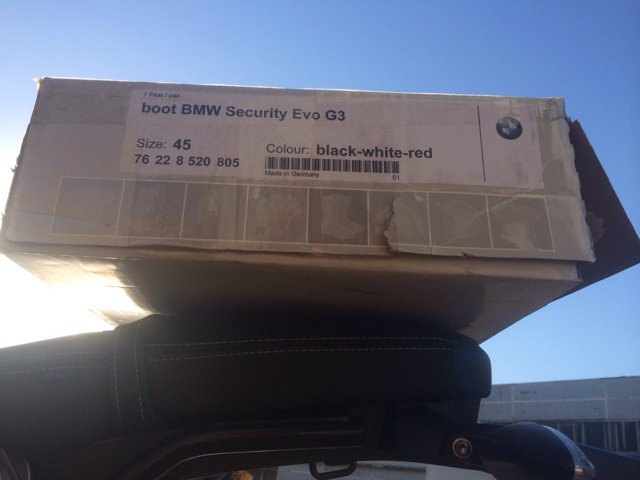 1 Paar / pair
boot BMW Security Evo G3
Size: 45
Colour: black-white-red
76 22 8 520 805
Made in Germany
01